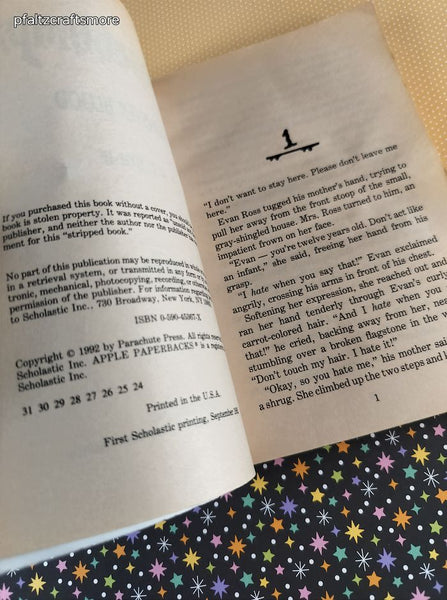 pfaltzcraftsmore
If you purchased this book without a cover, you should
book is stolen property. It was reported as "unsold
publisher, and neither the author nor the publisher
ment for this "stripped book."
No part of this publication may be reproduced in whole
in a retrieval system, or transmitted in any form
tronic, mechanical, photocopying, recording, or other
permission of the publisher. For information
to Scholastic Inc., 730 Broadway, New York, NY
ISBN
Copyright © 1992 by Parachute Press. All rights
Scholastic Inc. APPLE PAPERBACKS ® is a
Scholastic Inc.
31 30 29 28 27 26 25 24
Printed in the U.S.A.
First Scholastic printing, September
1
"I don't want to stay here. Please don't leave me
here."
Evan Ross tugged his mother's hand, trying to
pull her away from the front stoop of the small,
gray-shingled house. Mrs. Ross turned to him, an
impatient frown on her face.
"Evan — you're twelve years old. Don't act like
an infant," she said, freeing her hand from his
grasp.
"I hate when you say that!" Evan exclaimed
angrily, crossing his arms in front of his chest.
Softening her expression, she reached out and
ran her hand tenderly through Evan's
carrot-colored hair. "And I hate when you
that!" he cried, backing away from her,
stumbling over a broken flagstone in the
"Don't touch my hair. I hate it!"
"Okay, so you hate me," his mother said
a shrug. She climbed up the two steps and
1